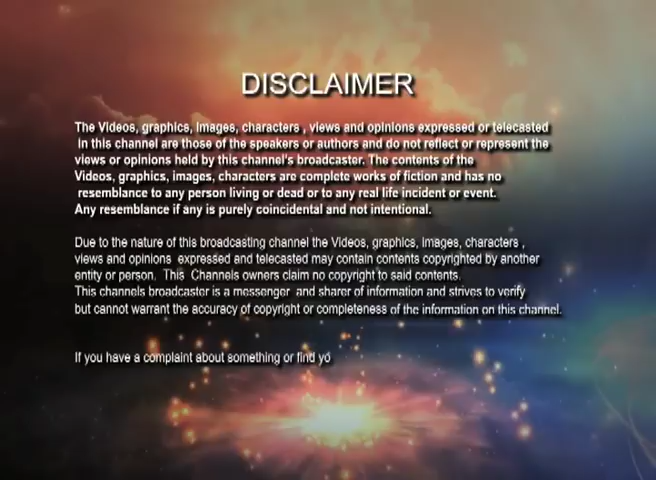 DISCLAIMER
The Videos, graphics, images, characters , views and opinions expressed or telecasted
In this channel are those of the speakers or authors and do not reflect or represent the
views or opinions held by this channel's broadcaster. The contents of the
Videos, graphics, images, characters are complete works of fiction and has no
resemblance to any person living or dead or to any real life incident or event.
Any resemblance if any is purely coincidental and not intentional.
Due to the nature of this broadcasting channel the Videos, graphics, images, characters ,
views and opinions expressed and telecasted may contain contents copyrighted by another
entity or person. This Channels owners claim no copyright to said contents.
This channels broadcaster is a messenger and sharer of information and strives to verify
but cannot warrant the accuracy of copyright or completeness of the information on this channel.
If you have a complaint about something or find yo